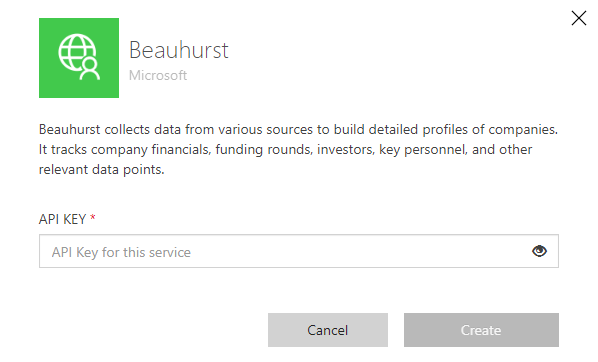 Beauhurst
Microsoft
Beauhurst collects data from various sources to build detailed profiles of companies.
It tracks company financials, funding rounds, investors, key personnel, and other
relevant data points.
API KEY *
API Key for this service
Cancel
Create